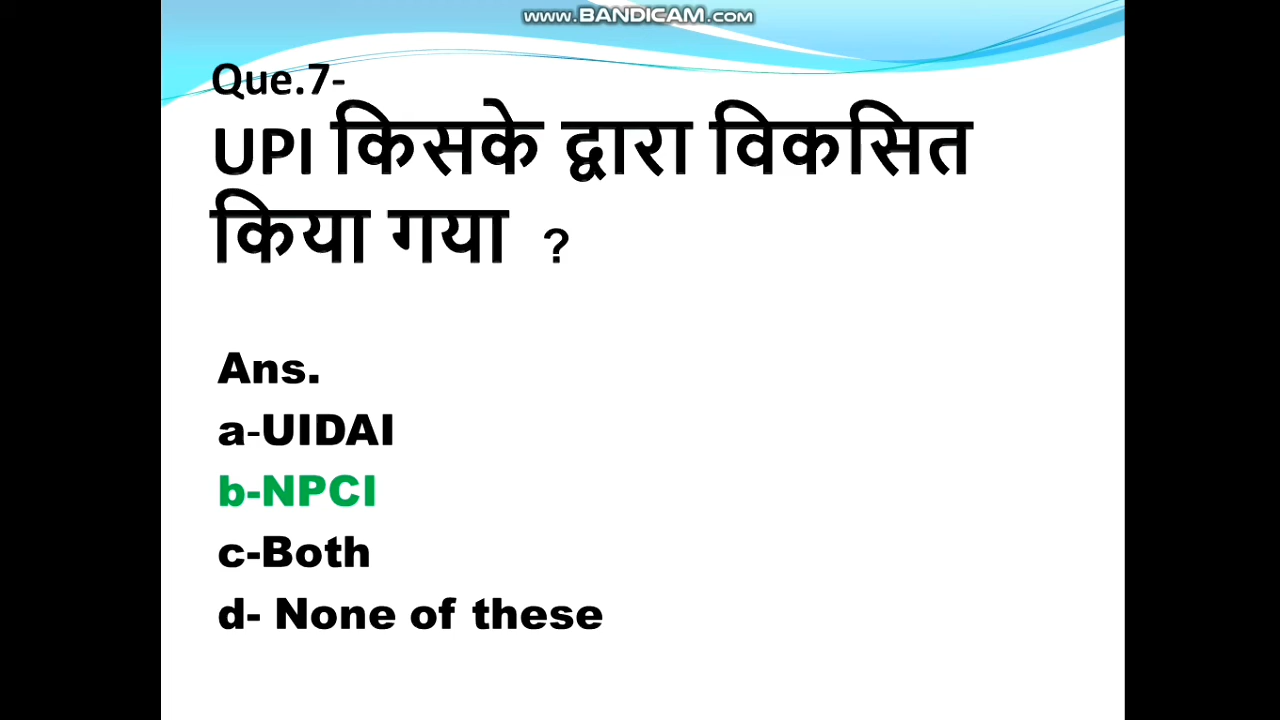 www.BANDICAM.com
Que.7-
UPI किसके द्वारा विकसित
किया गया ?
Ans.
a-UIDAI
b-NPCI
c-Both
d- None of these